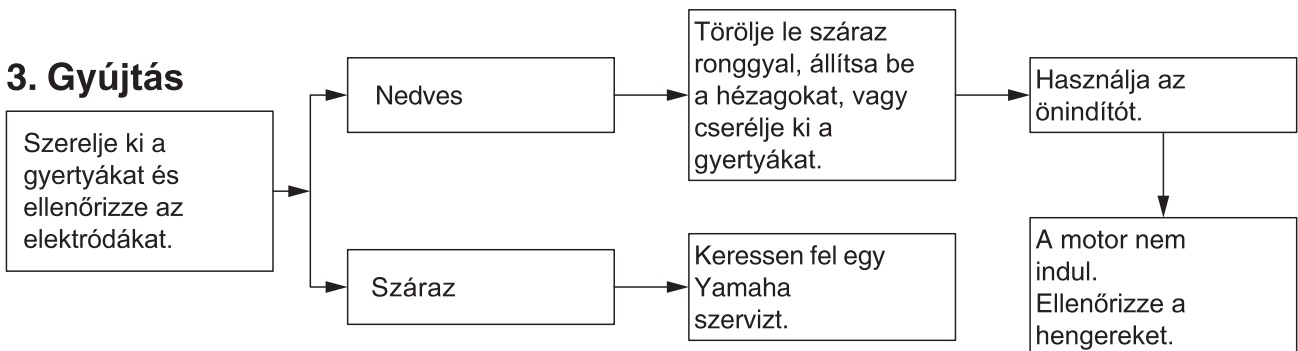 3. Gyújtás
Szerelje ki a
gyertyákat és
ellenőrizze az
elektródákat.
Nedves
Törölje le száraz
ronggyal, állítsa be
a hézagokat, vagy
cserélje ki a
gyertyákat.
Használja az
önindítót.
A motor nem
indul.
Ellenőrizze a
hengereket.
Száraz
Keressen fel egy
Yamaha
szervizt.